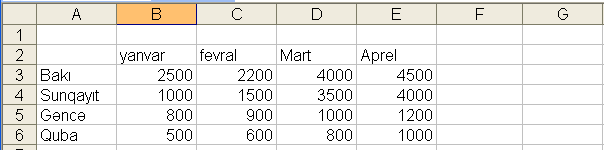 A B C D E F G
1
2 yanvar fevral Mart Aprel
3 Bakı 2500 2200 4000 4500
4 Sunqayıt 1000 1500 3500 4000
5 Gəncə 800 900 1000 1200
6 Quba 500 600 800 1000